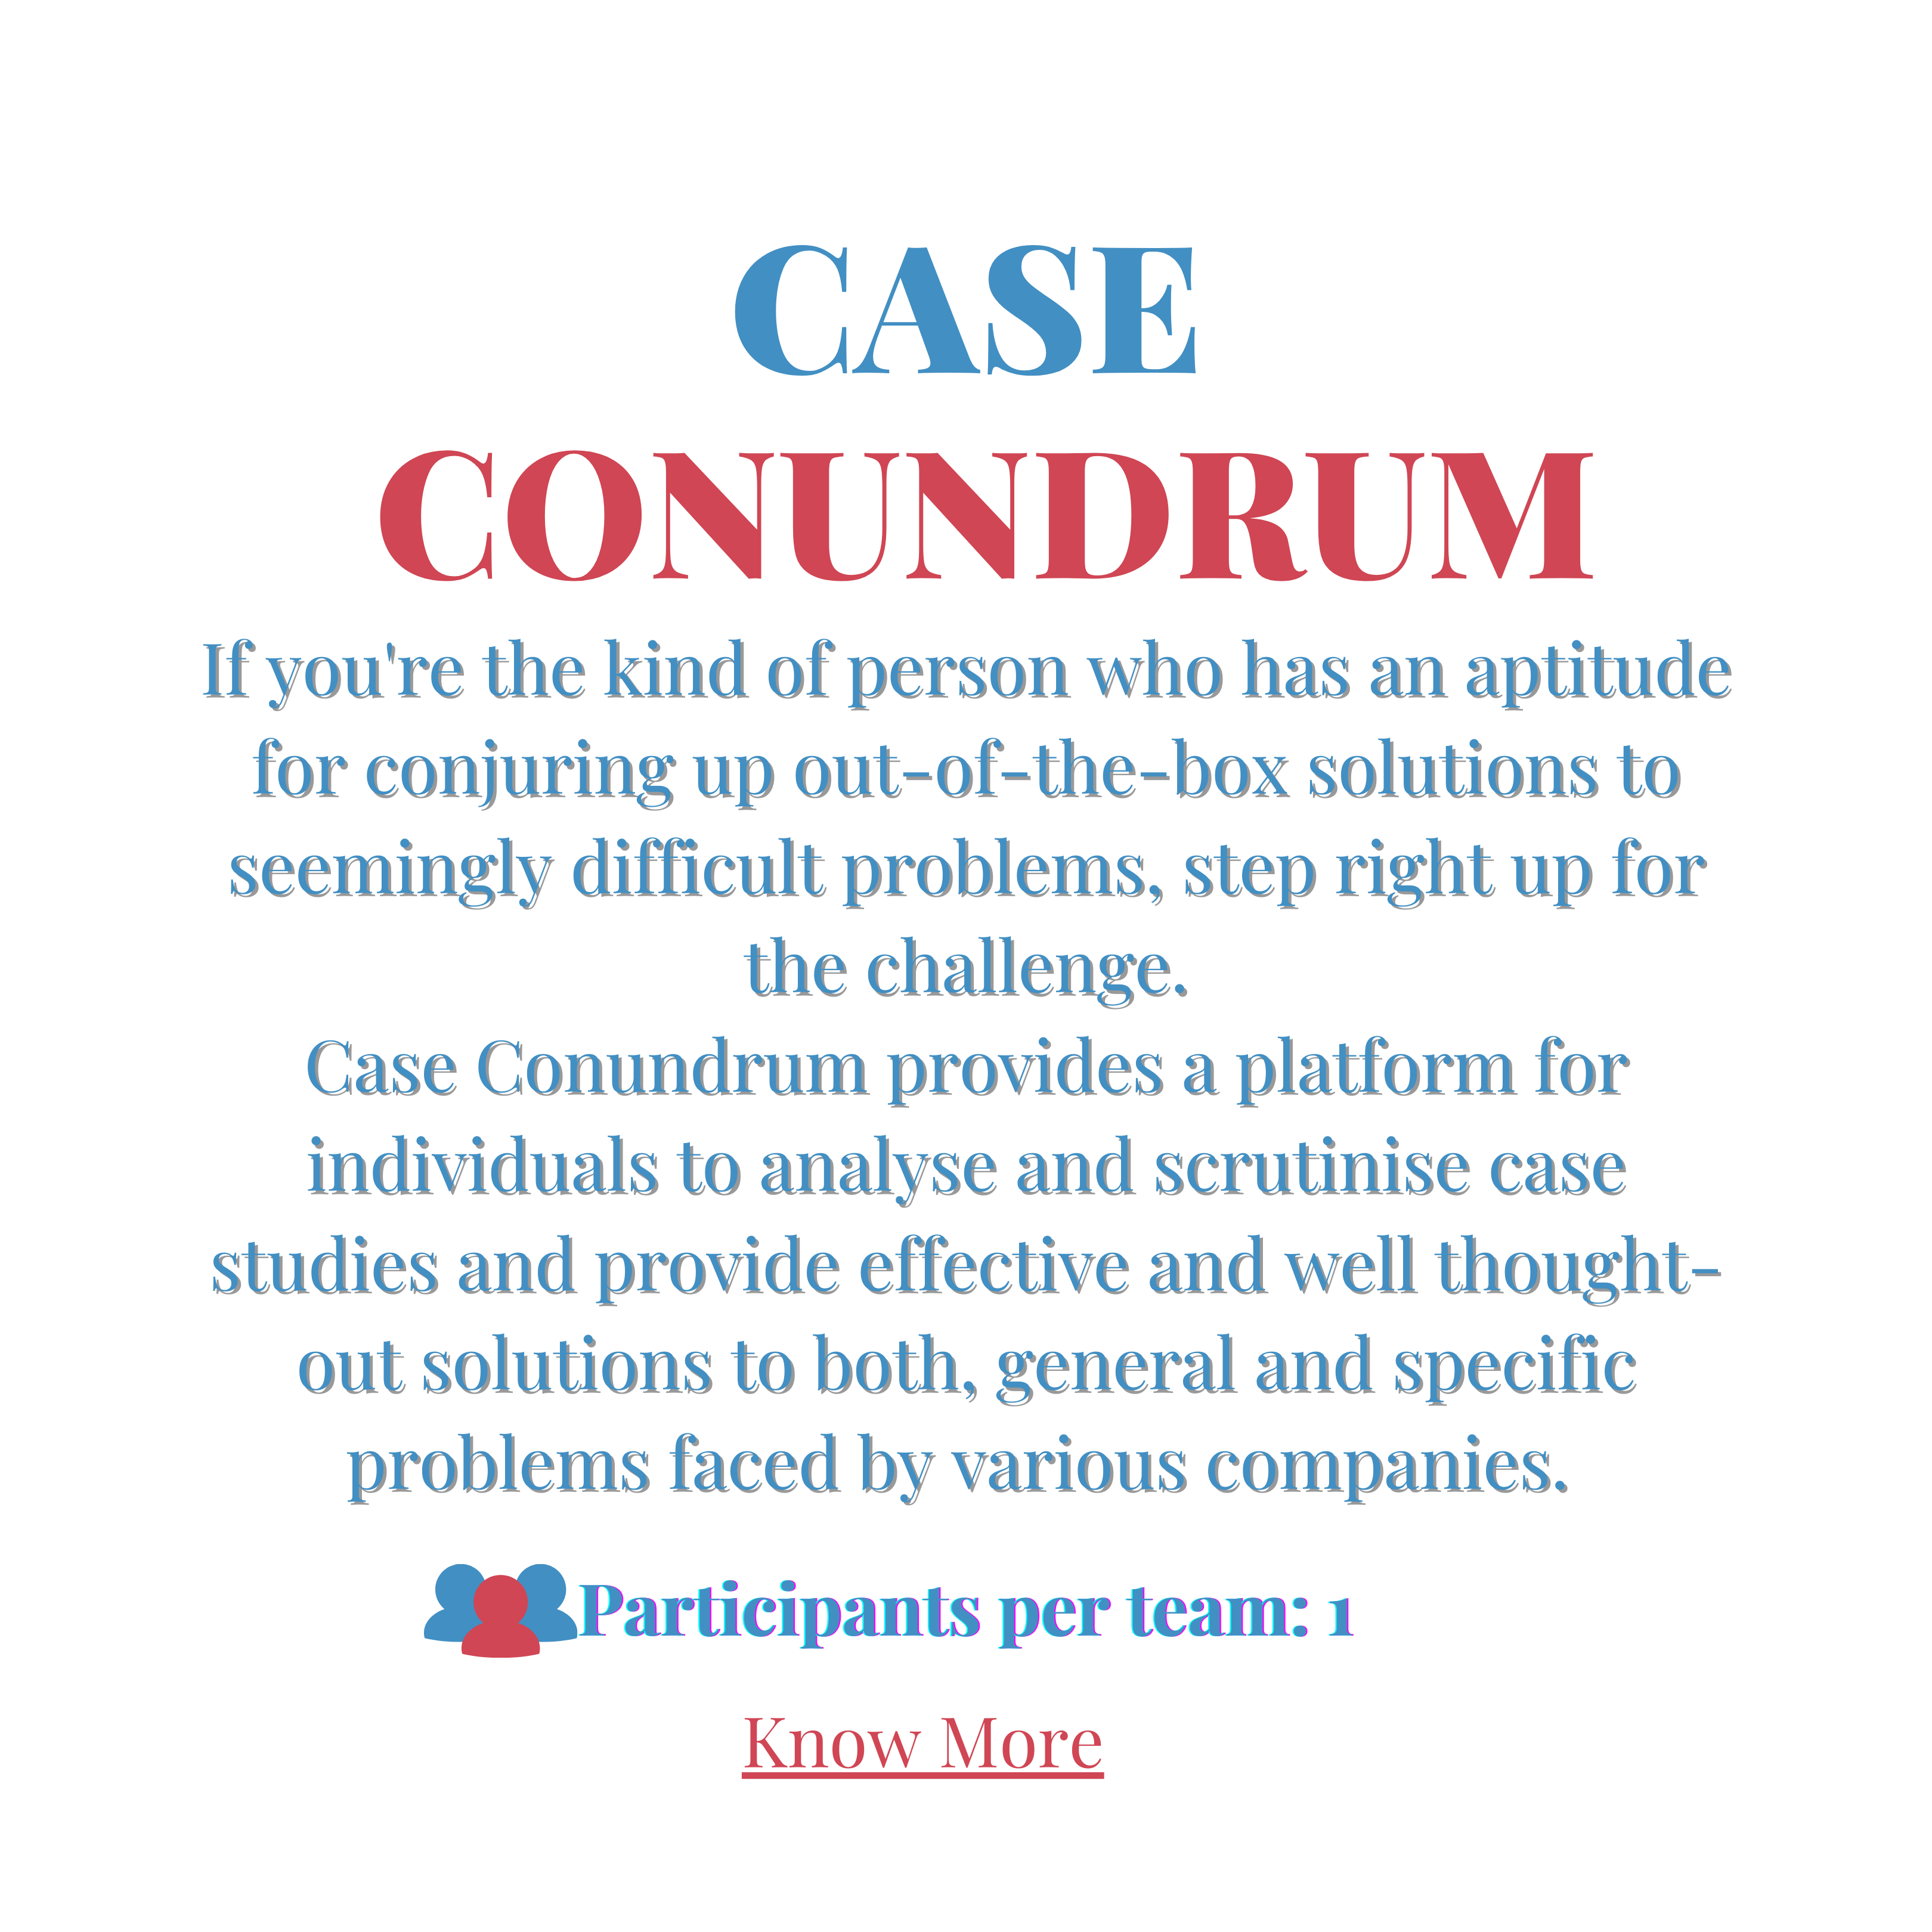 CASE
CONUNDRUM
If you're the kind of person who has an aptitude
for conjuring up out-of-the-box solutions to
seemingly difficult problems, step right up for
the challenge.
Case Conundrum provides a platform for
individuals to analyse and scrutinise case
studies and provide effective and well thought-
out solutions to both, general and specific
problems faced by various companies.
Participants per team: 1
Know More